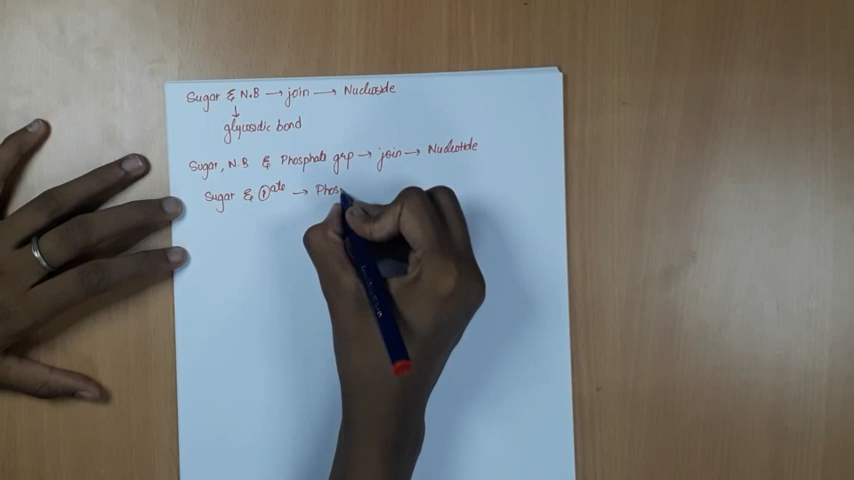 Sugar & N.B → join → Nucleoside
↓
glycosidic bond
Sugar, N.B & Phosphate grp → join → Nucleotide
Sugar & Ⓟate → Phos